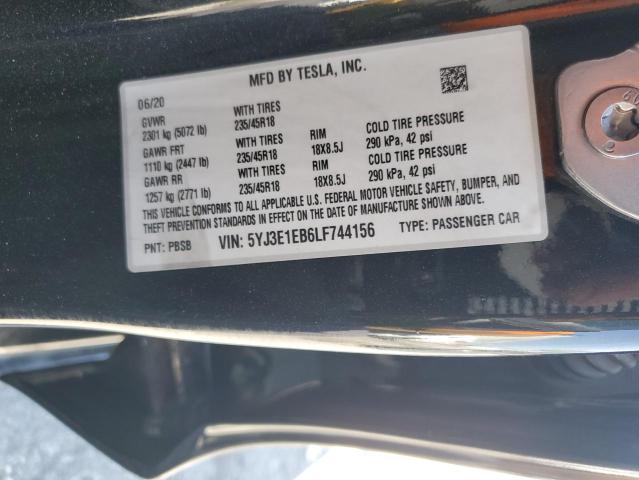 MFD BY TESLA, INC.
06/20
GVWR WITH TIRES
2301 kg (5072 lb) 235/45R18 RIM COLD TIRE PRESSURE
GAWR FRT WITH TIRES 18X8.5J 290 kPa, 42 psi
1110 kg (2447 lb) 235/45R18 RIM COLD TIRE PRESSURE
GAWR RR WITH TIRES 18X8.5J 290 kPa, 42 psi
1257 kg (2771 lb) 235/45R18
THIS VEHICLE CONFORMS TO ALL APPLICABLE U.S. FEDERAL MOTOR VEHICLE SAFETY, BUMPER, AND
THEFT PREVENTION STANDARDS IN EFFECT ON THE DATE OF MANUFACTURE SHOWN ABOVE.
PNT: PBSB VIN: 5YJ3E1EB6LF744156 TYPE: PASSENGER CAR